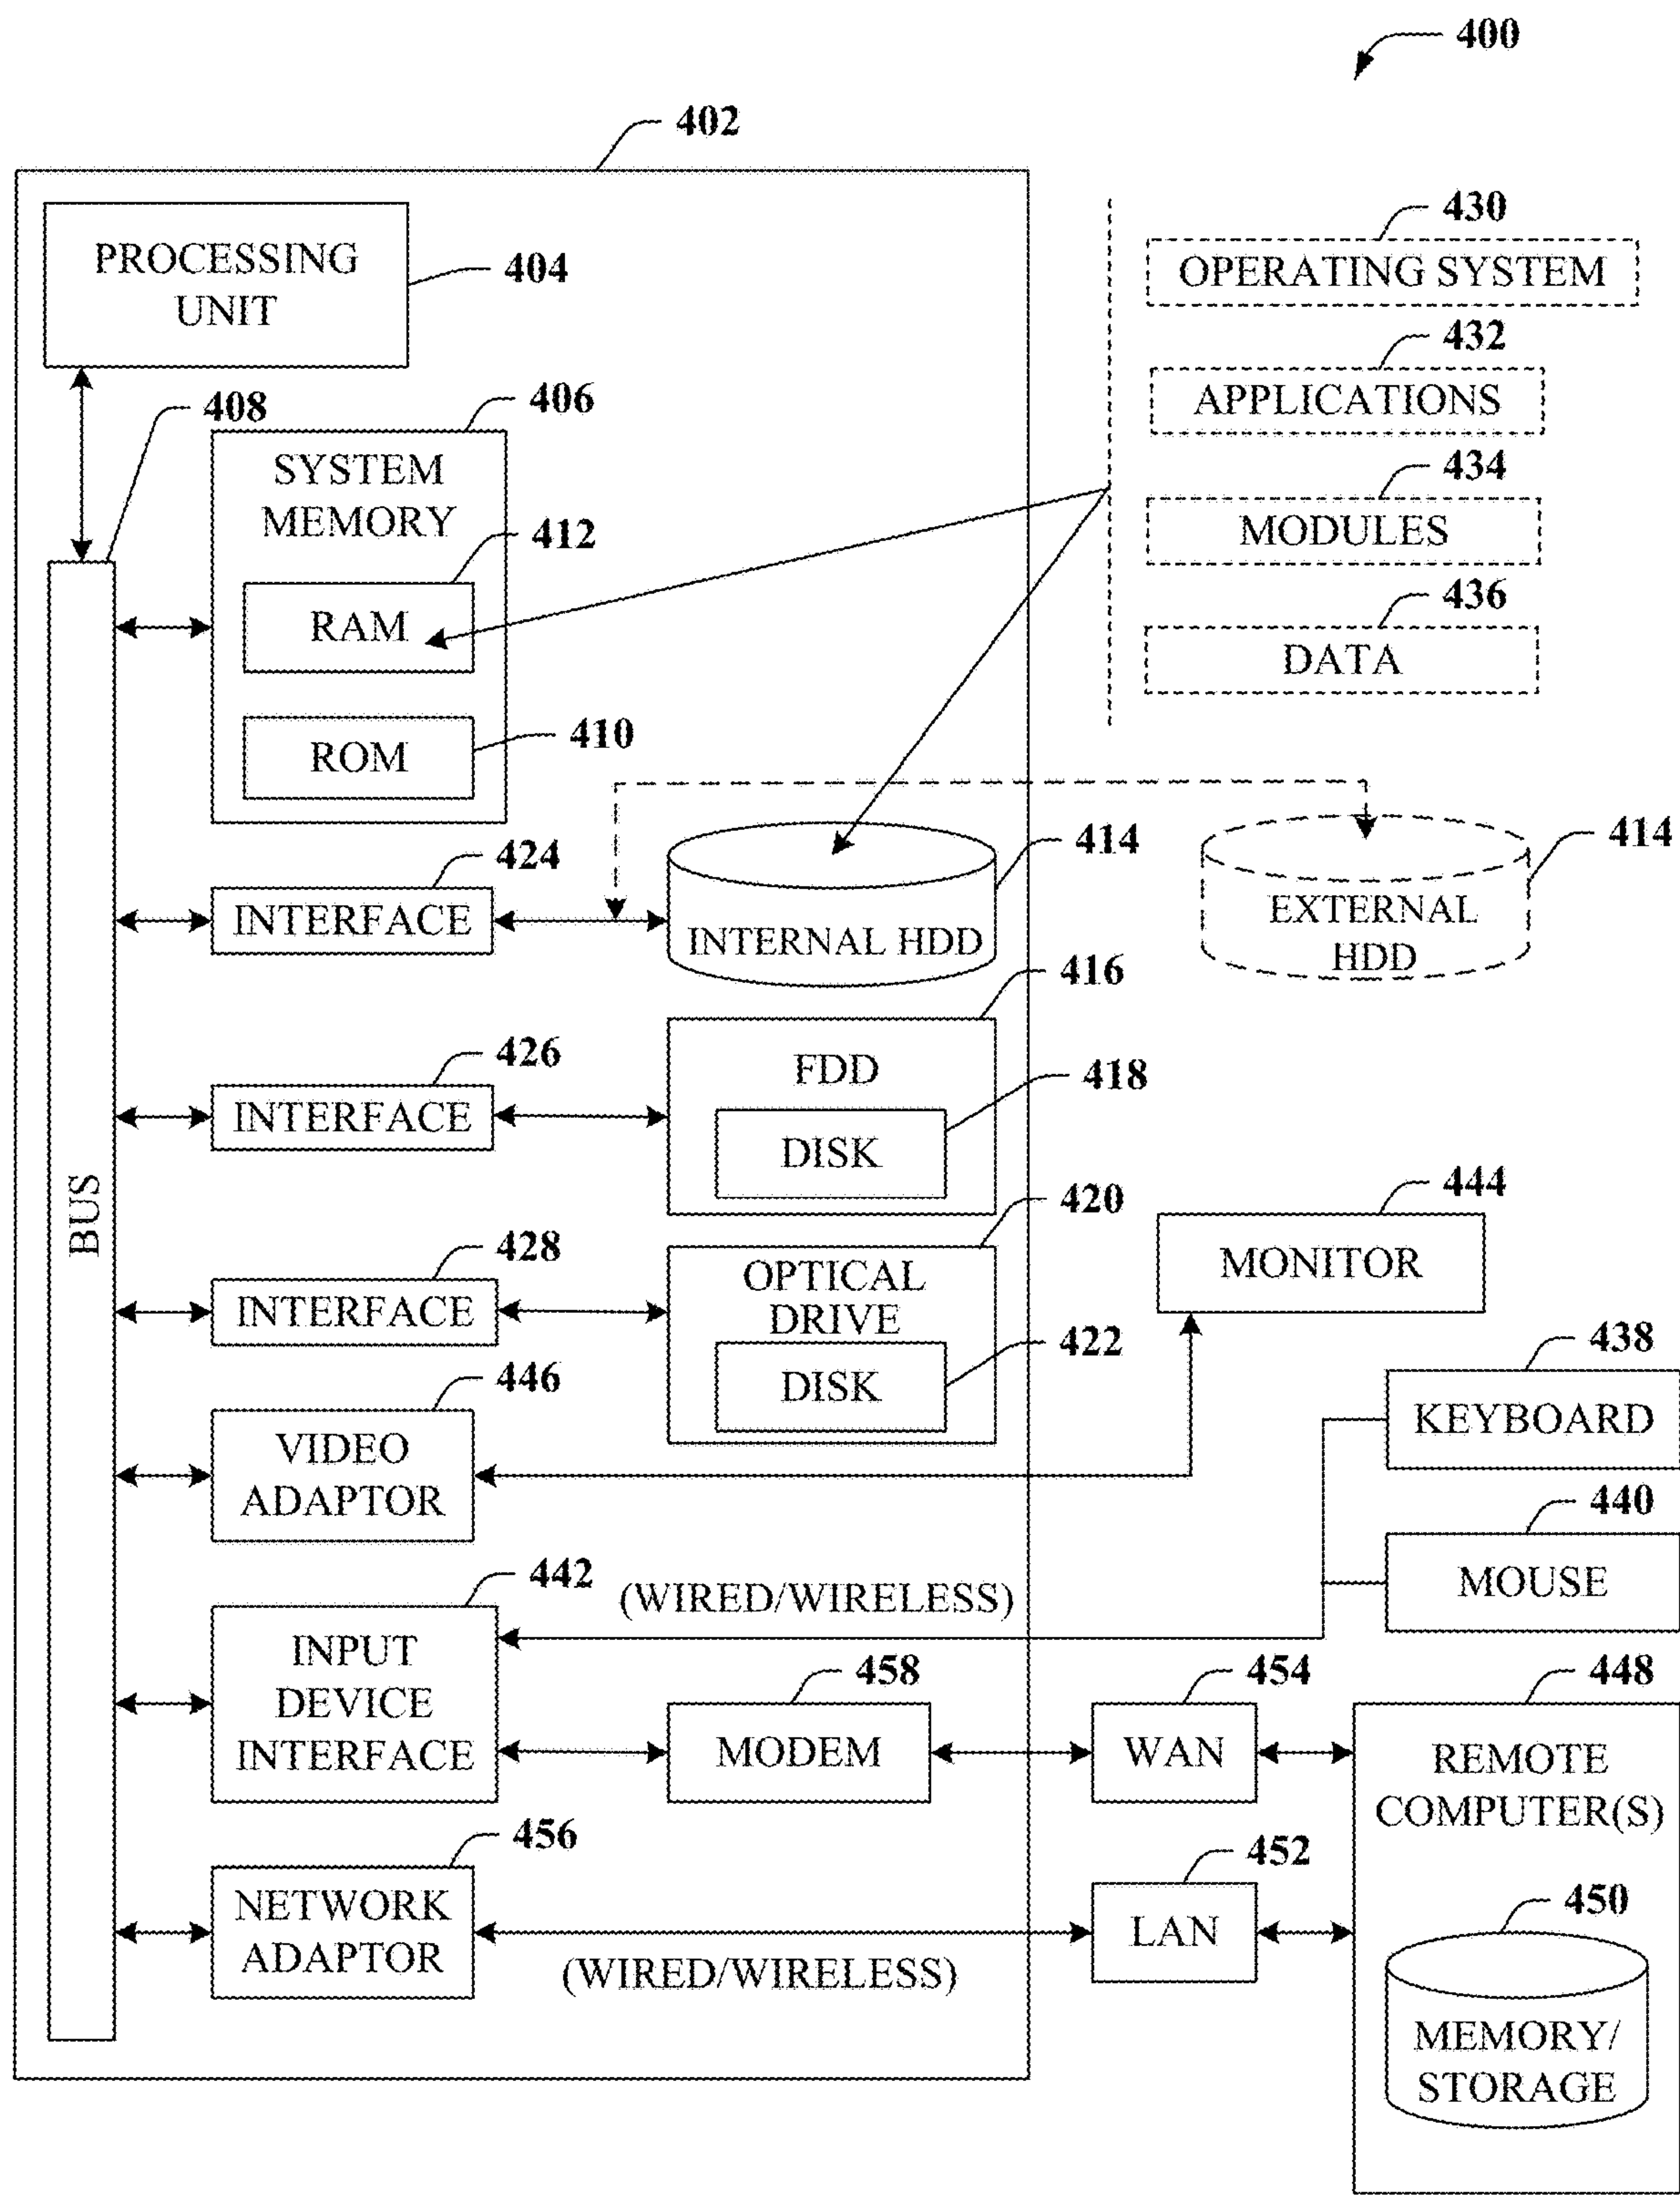 400
402
PROCESSING
UNIT
404
430
OPERATING SYSTEM
432
APPLICATIONS
434
MODULES
436
DATA
408
406
SYSTEM
MEMORY
412
RAM
410
ROM
424
INTERFACE
414
INTERNAL HDD
414
EXTERNAL
HDD
416
426
INTERFACE
FDD
418
DISK
BUS
420
428
INTERFACE
OPTICAL
DRIVE
422
DISK
444
MONITOR
446
VIDEO
ADAPTOR
438
KEYBOARD
440
MOUSE
442
(WIRED/WIRELESS)
INPUT
DEVICE
INTERFACE
458
MODEM
454
WAN
448
REMOTE
COMPUTER(S)
456
NETWORK
ADAPTOR
(WIRED/WIRELESS)
452
LAN
450
MEMORY/
STORAGE